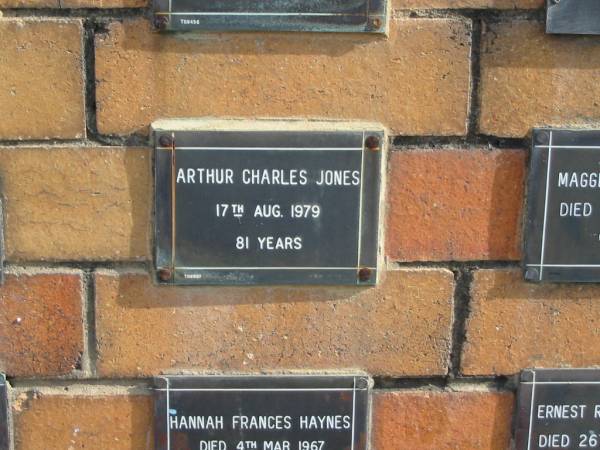 ARTHUR CHARLES JONES
17TH AUG. 1979
81 YEARS
MAGGI
DIED
HANNAH FRANCES HAYNES
DIED 4TH MAR 1967
ERNEST R
DIED 26